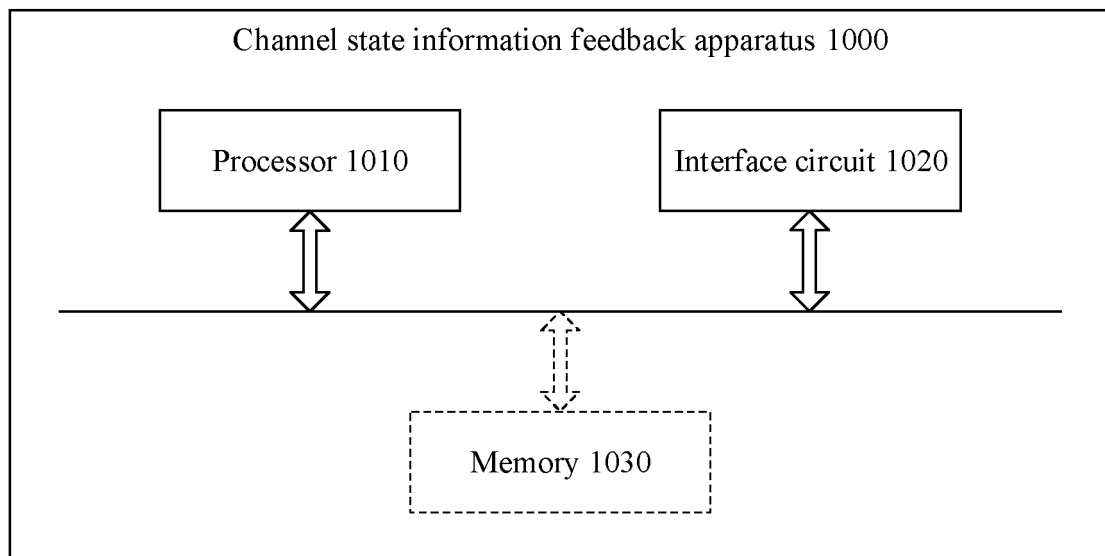 Channel state information feedback apparatus 1000
Processor 1010
Interface circuit 1020
Memory 1030